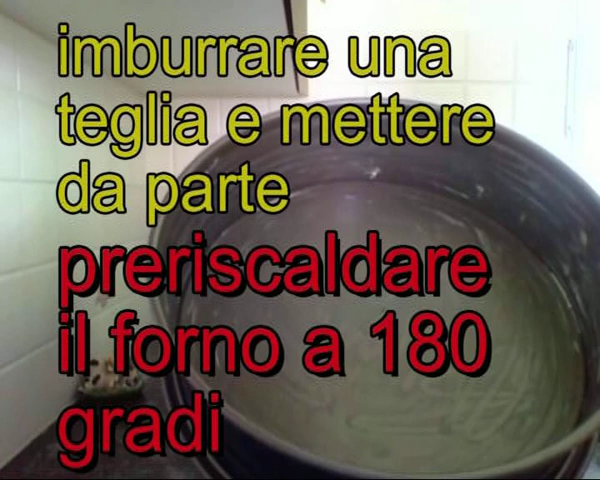 imburrare una
teglia e mettere
da parte
preriscaldare
il forno a 180
gradi